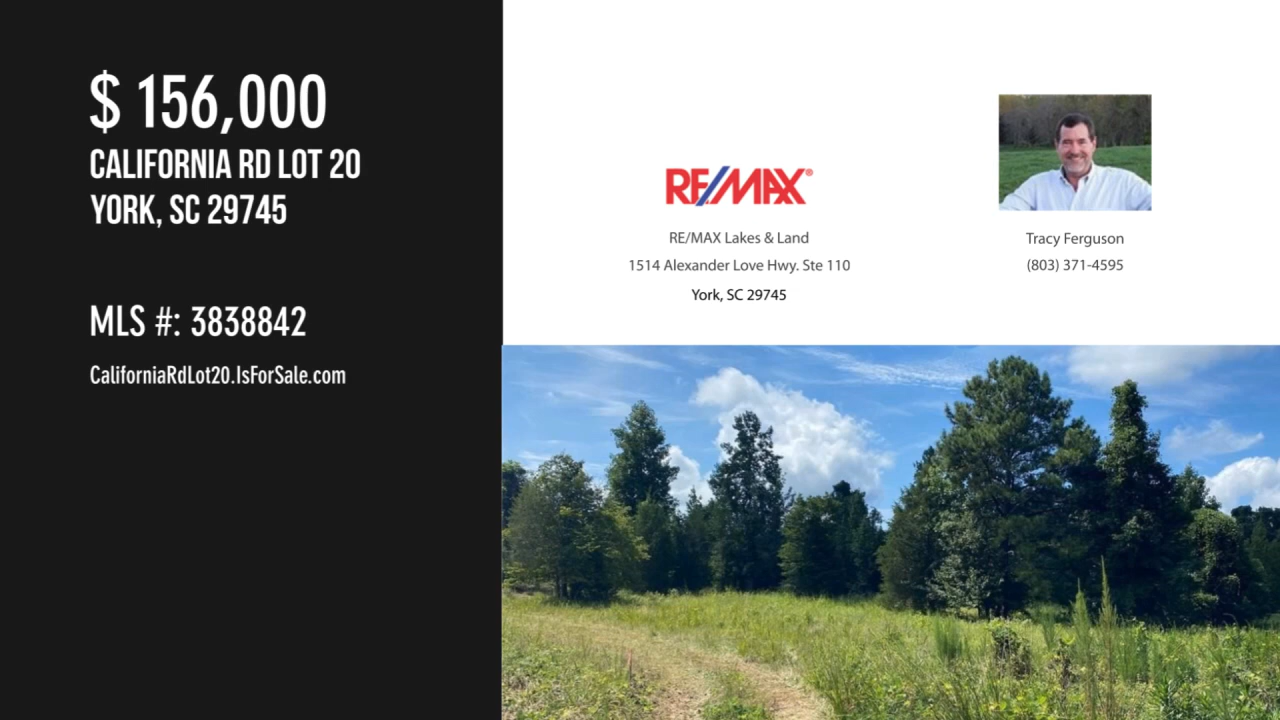 $ 156,000
CALIFORNIA RD LOT 20
YORK, SC 29745
MLS #: 3838842
CaliforniaRdLot20.IsForSale.com
RE/MAX®
RE/MAX Lakes & Land
1514 Alexander Love Hwy. Ste 110
York, SC 29745
Tracy Ferguson
(803) 371-4595